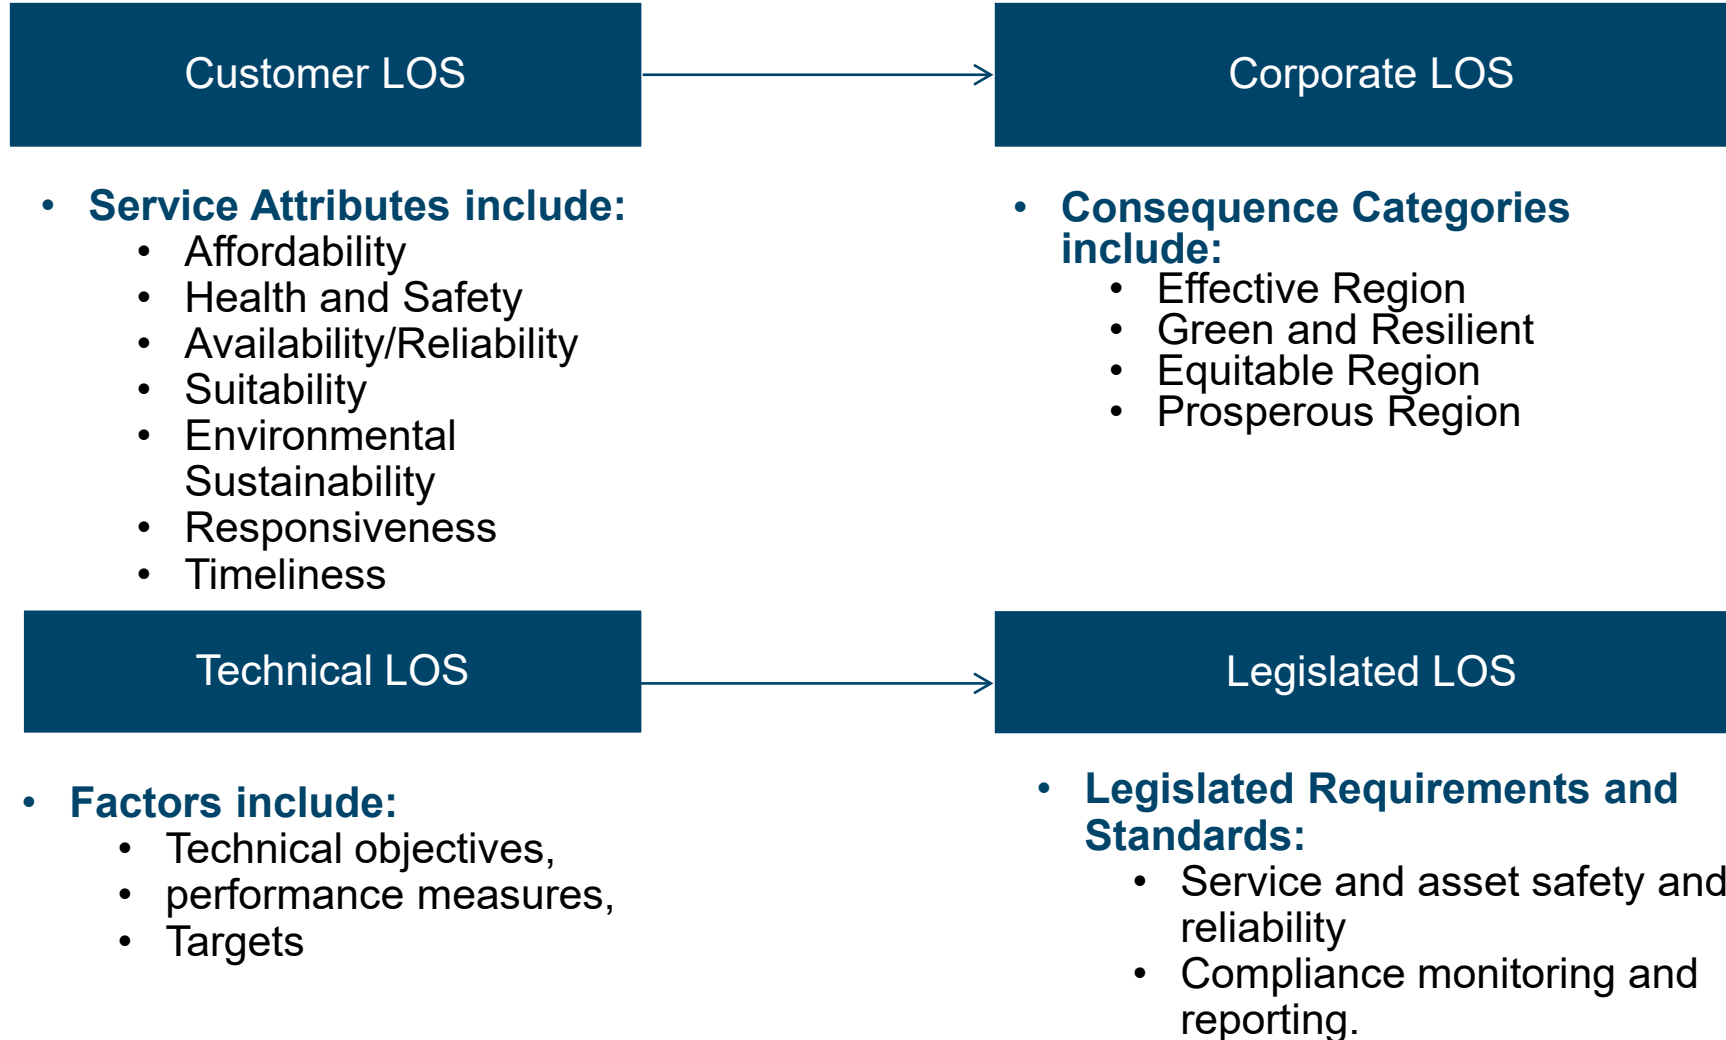 Customer LOS
• Service Attributes include:
• Affordability
• Health and Safety
• Availability/Reliability
• Suitability
• Environmental
Sustainability
• Responsiveness
• Timeliness
Corporate LOS
• Consequence Categories
include:
• Effective Region
• Green and Resilient
• Equitable Region
• Prosperous Region
Technical LOS
• Factors include:
• Technical objectives,
• performance measures,
• Targets
Legislated LOS
• Legislated Requirements and
Standards:
• Service and asset safety and
reliability
• Compliance monitoring and
reporting.